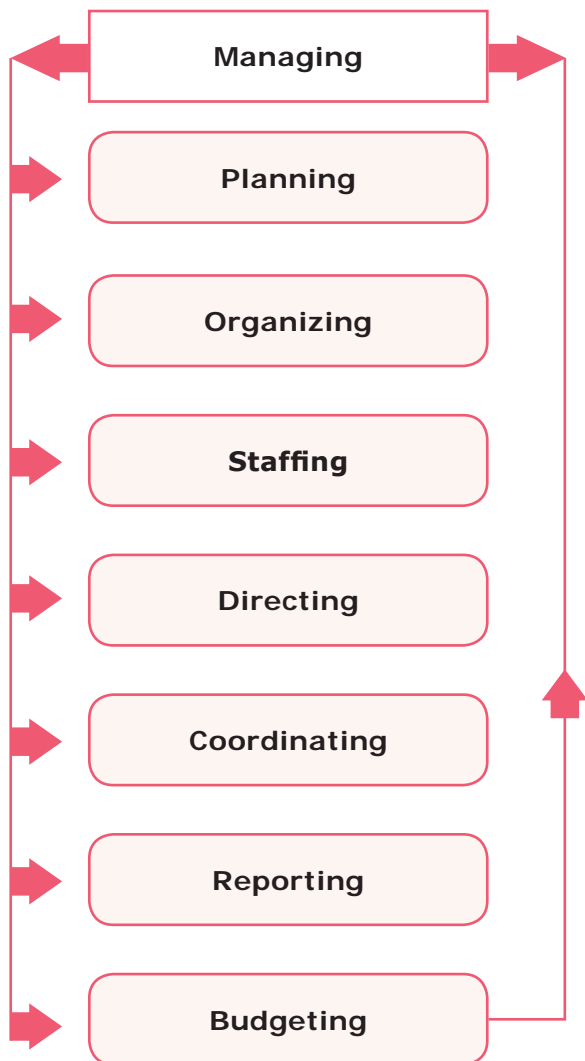 Managing
Planning
Organizing
Staffing
Directing
Coordinating
Reporting
Budgeting